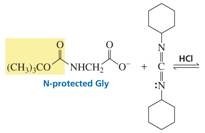 O O
N
(CH₃)₃CO NHCH₂ O⁻ + C HCl
:N
N-protected Gly